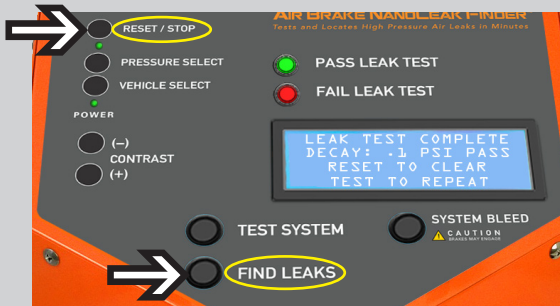 AIR BRAKE NANOLEAK FINDER
Tests and Locates High Pressure Air Leaks in Minutes
RESET / STOP
PRESSURE SELECT
VEHICLE SELECT
POWER
(–)
CONTRAST
(+)
PASS LEAK TEST
FAIL LEAK TEST
LEAK TEST COMPLETE
DECAY: .1 PSI PASS
RESET TO CLEAR
TEST TO REPEAT
TEST SYSTEM
SYSTEM BLEED
CAUTION
BRAKES MAY ENGAGE
FIND LEAKS